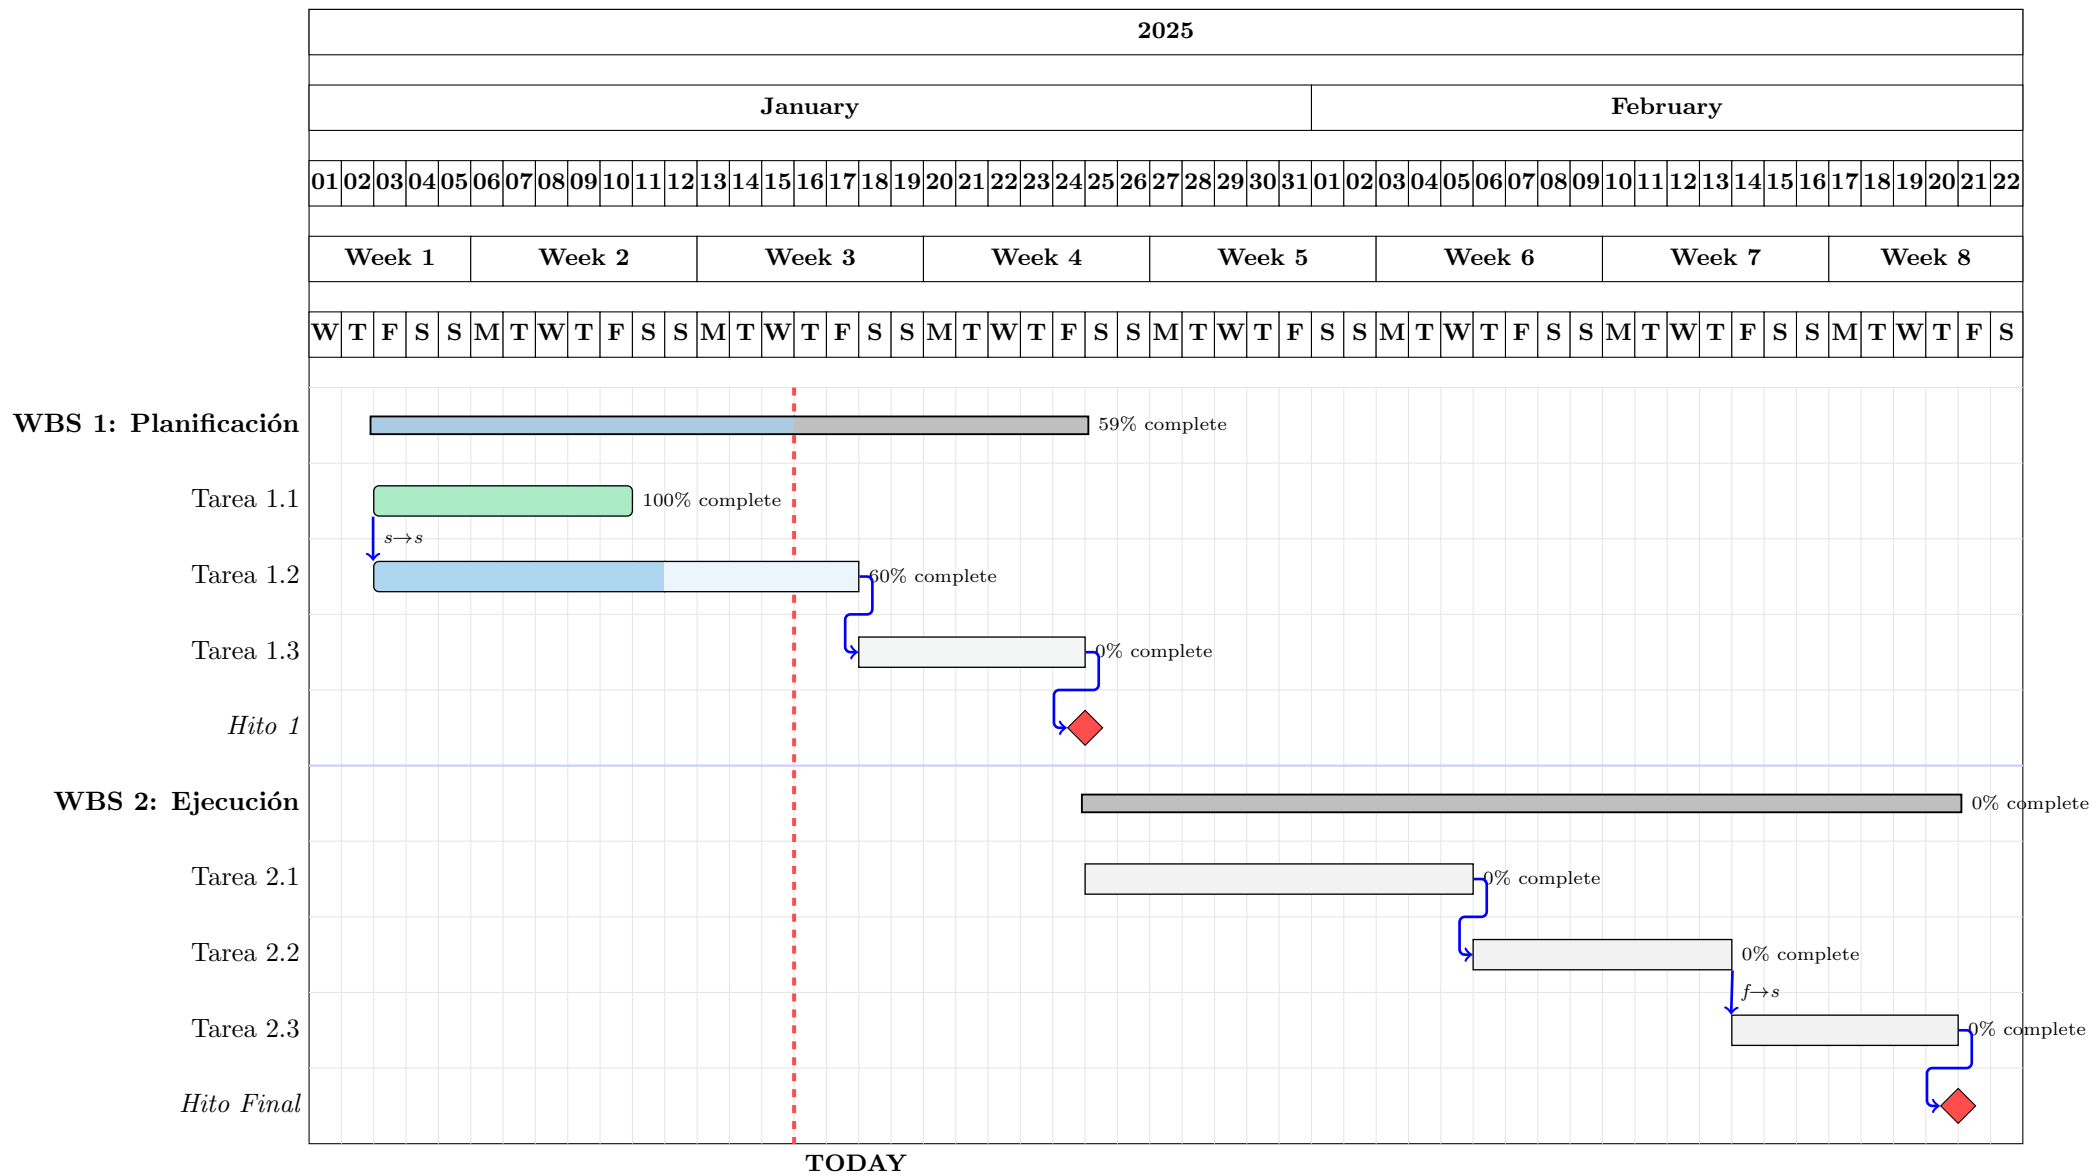 2025
January February
01 02 03 04 05 06 07 08 09 10 11 12 13 14 15 16 17 18 19 20 21 22 23 24 25 26 27 28 29 30 31 01 02 03 04 05 06 07 08 09 10 11 12 13 14 15 16 17 18 19 20 21 22
Week 1 Week 2 Week 3 Week 4 Week 5 Week 6 Week 7 Week 8
W T F S S M T W T F S S M T W T F S S M T W T F S S M T W T F S S M T W T F S S M T W T F S S M T W T F S
WBS 1: Planificación 59% complete
Tarea 1.1 100% complete
s→s
Tarea 1.2 60% complete
Tarea 1.3 0% complete
Hito 1
WBS 2: Ejecución 0% complete
Tarea 2.1 0% complete
Tarea 2.2 0% complete
f→s
Tarea 2.3 0% complete
Hito Final
TODAY